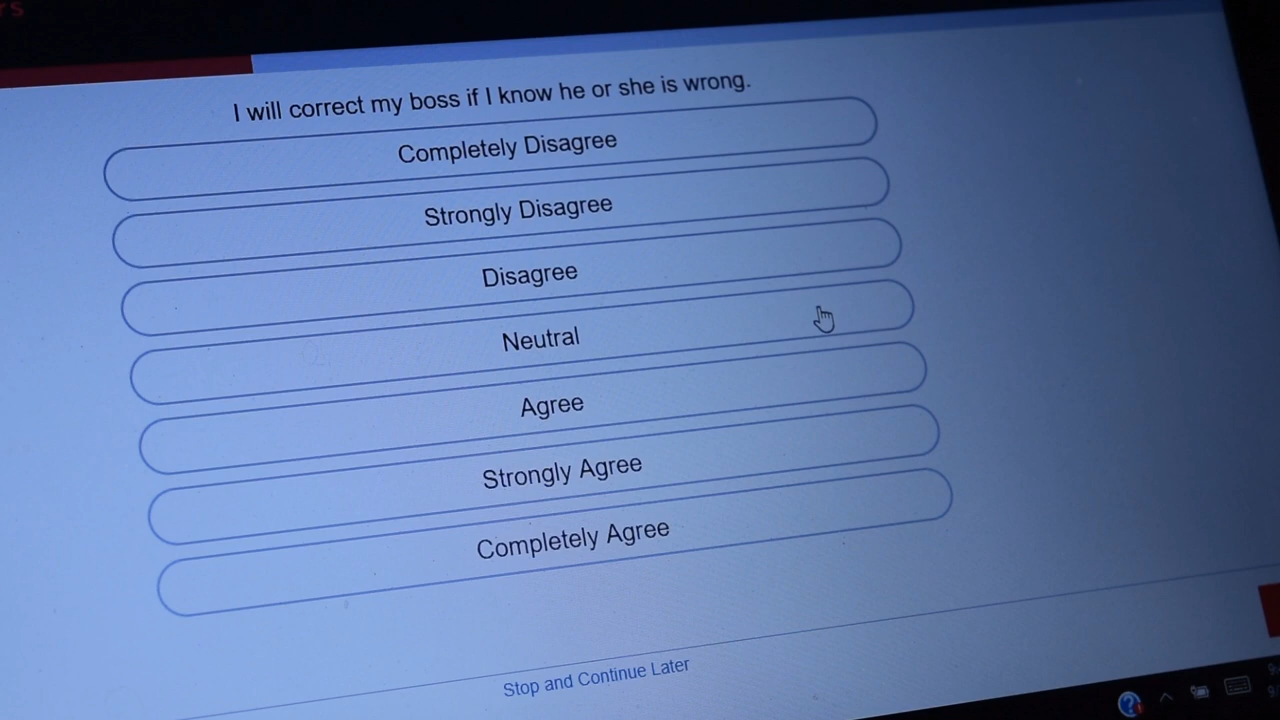 rs
I will correct my boss if I know he or she is wrong.
Completely Disagree
Strongly Disagree
Disagree
Neutral
Agree
Strongly Agree
Completely Agree
Stop and Continue Later